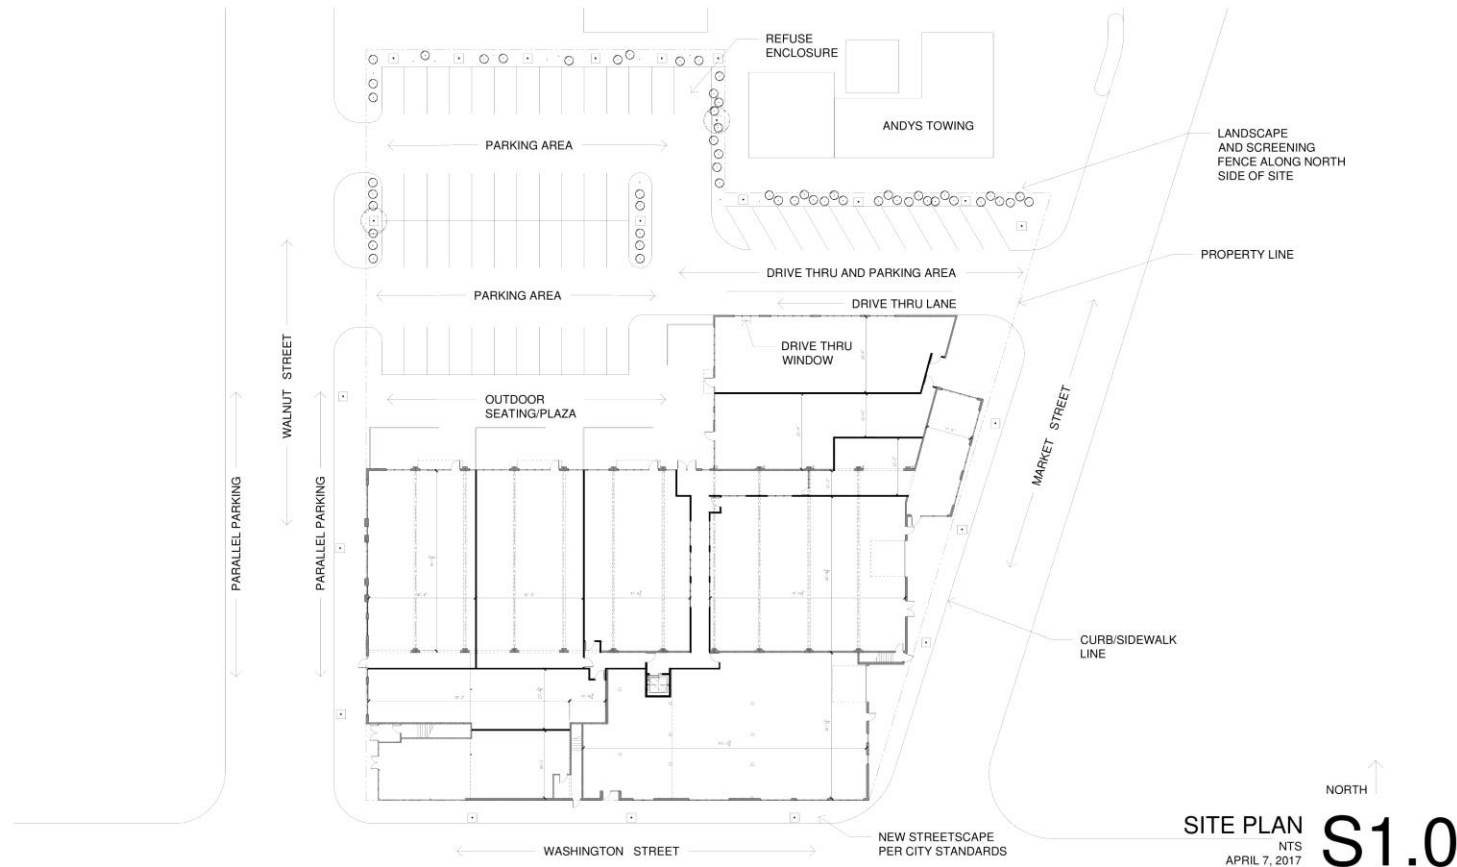 REFUSE
ENCLOSURE
ANDYS TOWING
PARKING AREA
LANDSCAPE
AND SCREENING
FENCE ALONG NORTH
SIDE OF SITE
PROPERTY LINE
DRIVE THRU AND PARKING AREA
PARKING AREA
DRIVE THRU LANE
DRIVE THRU
WINDOW
WALNUT STREET
OUTDOOR
SEATING/PLAZA
MARKET STREET
PARALLEL PARKING
PARALLEL PARKING
CURB/SIDEWALK
LINE
NORTH
SITE PLAN
NTS
APRIL 7, 2017
S1.0
NEW STREETSCAPE
PER CITY STANDARDS
WASHINGTON STREET